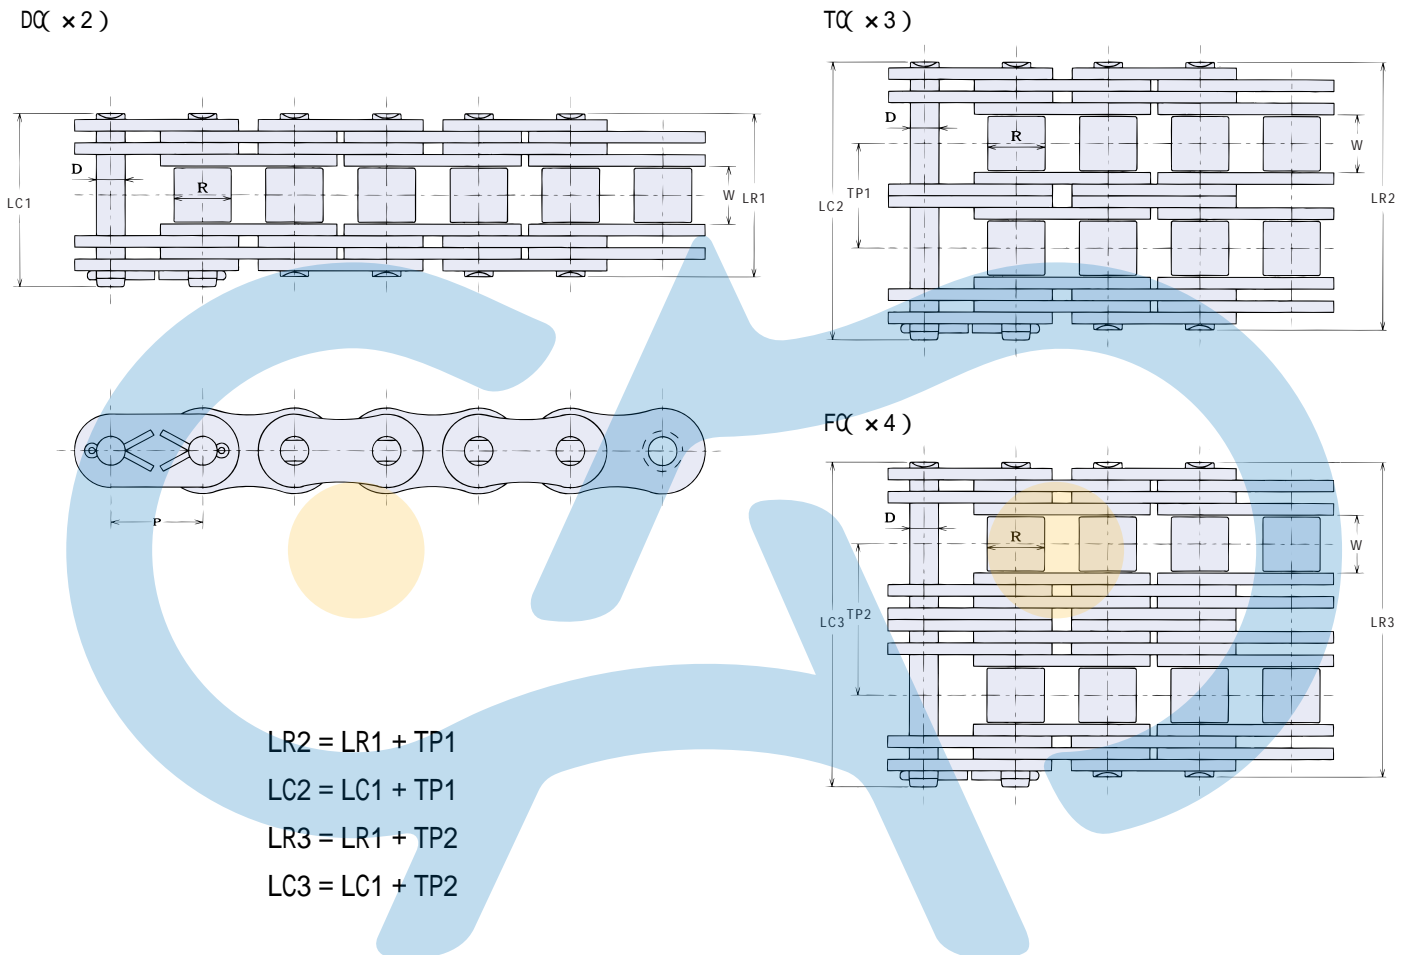 DC( ×2 )
LC1
D
R
W
LR1
P
TC( ×3 )
D
R
W
LC2
TP1
LR2
FC( ×4 )
D
R
W
LC3
TP2
LR3
LR2 = LR1 + TP1
LC2 = LC1 + TP1
LR3 = LR1 + TP2
LC3 = LC1 + TP2